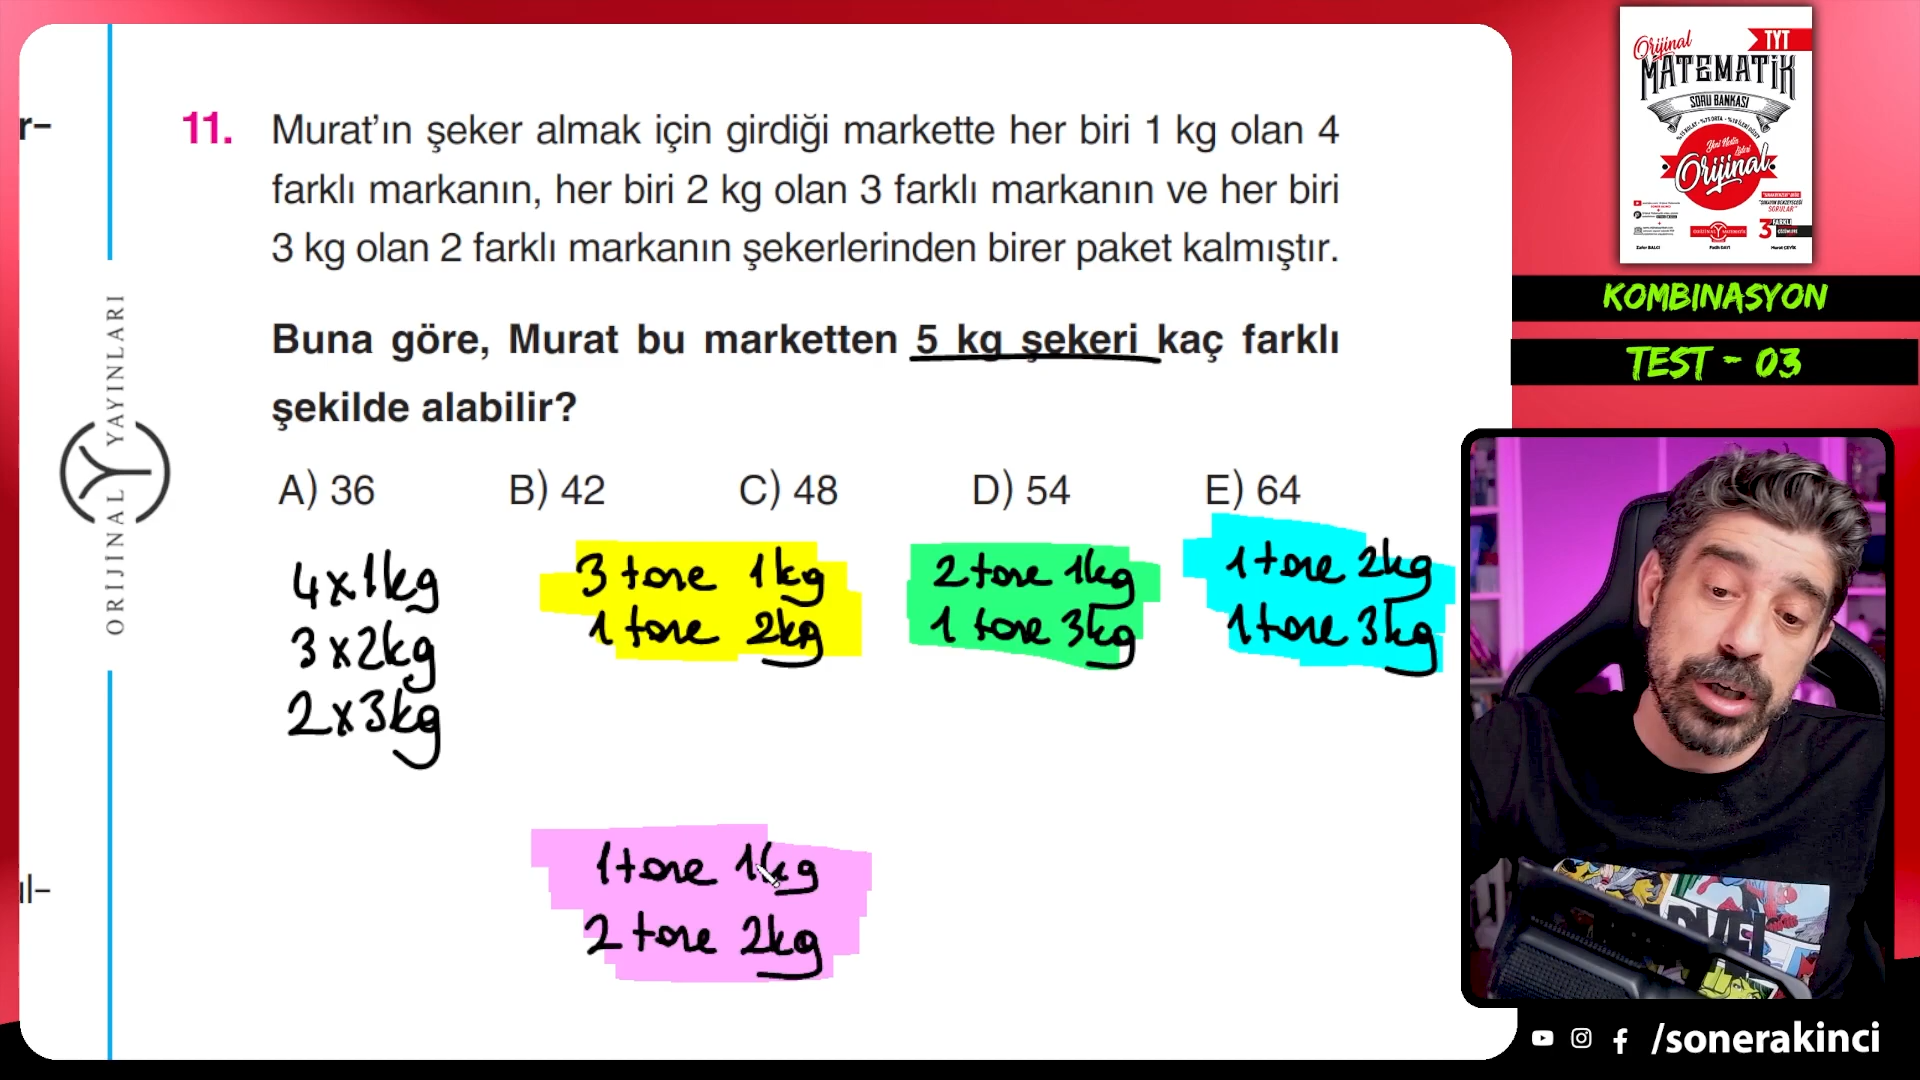 r-
11. Murat'ın şeker almak için girdiği markette her biri 1 kg olan 4
farklı markanın, her biri 2 kg olan 3 farklı markanın ve her biri
3 kg olan 2 farklı markanın şekerlerinden birer paket kalmıştır.
Buna göre, Murat bu marketten 5 kg şekeri kaç farklı
şekilde alabilir?
A) 36 B) 42 C) 48 D) 54 E) 64
4x1kg
3x2kg
2x3kg
3 tane 1kg
1 tane 2kg
2 tane 1kg
1 tane 3kg
1 tane 2kg
1 tane 3kg
1 tane 1kg
2 tane 2kg
ORİJİNAL YAYINLARI
Orijinal
TYT
MATEMATİK
SORU BANKASI
Orijinal
KOMBINASYON
TEST - 03
/sonerakinci